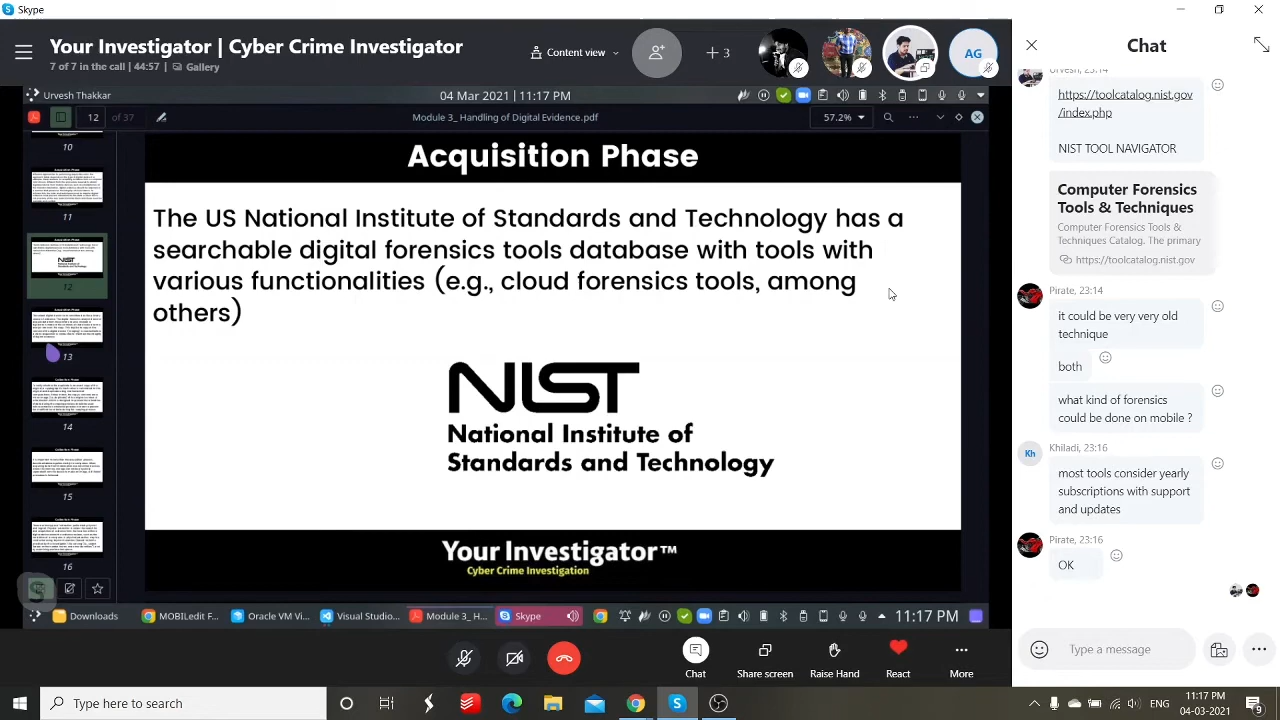 Skype
Your Investigator | Cyber Crime Investigator
7 of 7 in the call | 44:57 | Gallery
Content view
+ 3
AG
Chat
Urvesh Thakkar
04 Mar 2021 | 11:17 PM
12 of 37
Module 3_ Handling of Digital Evidence.pdf
57.2%
10
11
12
13
14
15
16
Acquisition Phase
The US National Institute of Standards and Technology has a
searchable digital forensics tools database with tools with
various functionalities (e.g., cloud forensics tools, among
others)
NIST
National Institute of
Standards and Technology
Your Investigator™
Cyber Crime Investigation
Urvesh, 23:14
https://toolcatalog.nist.gov
/index.php
NIST TOOL NAVIGATOR
Computer Forensics
Tools & Techniques
Computer Forensics Tools &
Techniques Catalog. The primary
https://toolcatalog.nist.gov
Pirate, 23:14
it could be very very old
technique
both
what kind of forensics
could be done on mobile ?
Kh
Khiladi, 23:16
most tools consider yearly
subscriptions with support
and updates
Pirate, 23:16
OK
Type a message
Downloads
MOBILedit F...
Oracle VM Vi...
Visual Studio...
Module 3_ H...
Skype
11:17 PM
Chat
Share screen
Raise Hand
React
More
Type here to search
11:17 PM
04-03-2021
9